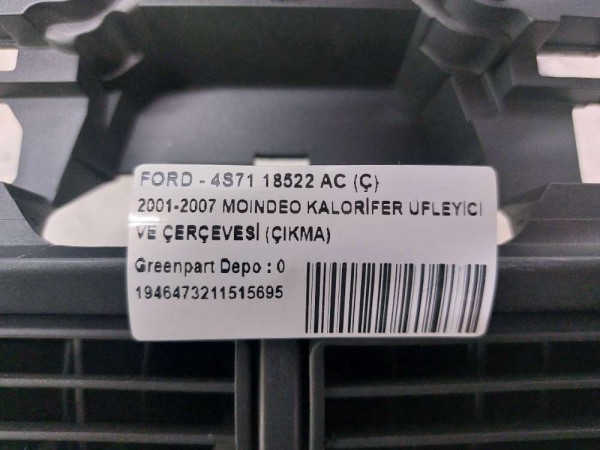 FORD - 4S71 18522 AC (Ç)
2001-2007 MOINDEO KALORİFER ÜFLEYİCİ
VE ÇERÇEVESİ (ÇIKMA)
Greenpart Depo : 0
1946473211515695